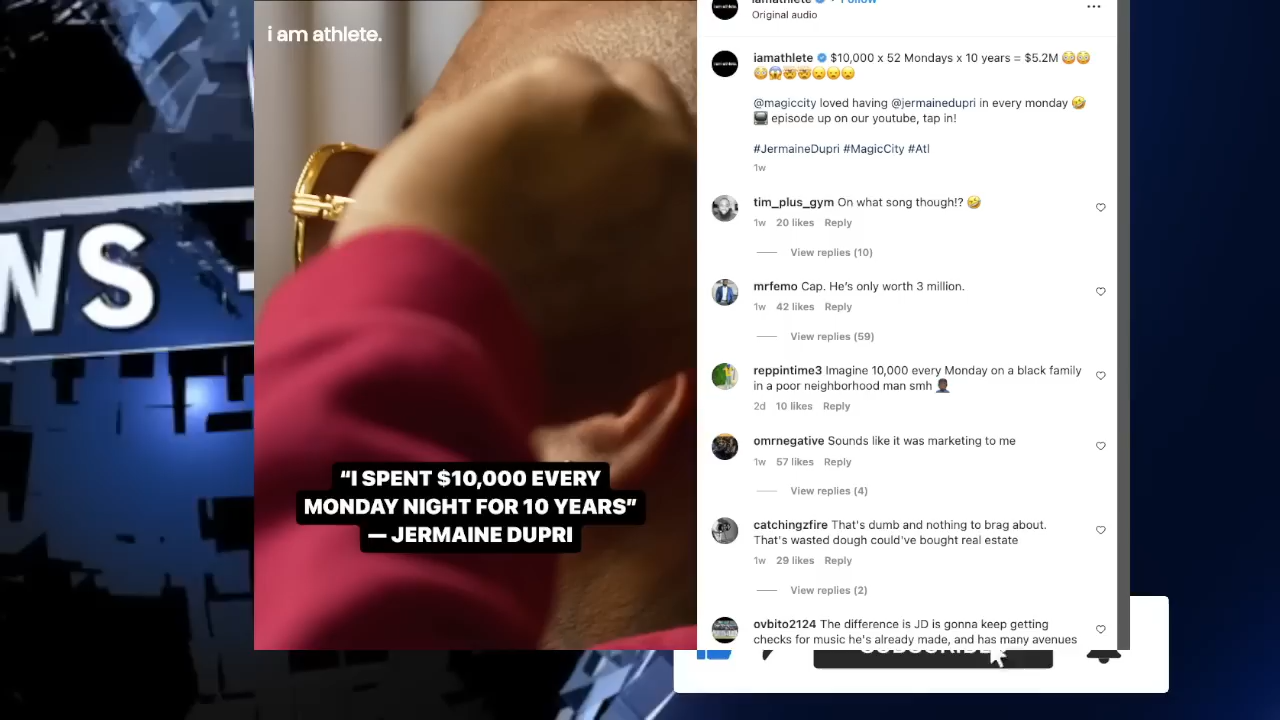 i am athlete.
"I SPENT $10,000 EVERY
MONDAY NIGHT FOR 10 YEARS"
— JERMAINE DUPRI
iamathlete • Follow
Original audio
iamathlete $10,000 x 52 Mondays x 10 years = $5.2M 😳😳
😳😱🤯🤯😞😞😞
@magiccity loved having @jermainedupri in every monday 🤣
📺 episode up on our youtube, tap in!
#JermaineDupri #MagicCity #Atl
1w
tim_plus_gym On what song though!? 🤣
1w 20 likes Reply
View replies (10)
mrfemo Cap. He's only worth 3 million.
1w 42 likes Reply
View replies (59)
reppintime3 Imagine 10,000 every Monday on a black family
in a poor neighborhood man smh 🤦🏿‍♂️
2d 10 likes Reply
omrnegative Sounds like it was marketing to me
1w 57 likes Reply
View replies (4)
catchingzfire That's dumb and nothing to brag about.
That's wasted dough could've bought real estate
1w 29 likes Reply
View replies (2)
ovbito2124 The difference is JD is gonna keep getting
checks for music he's already made, and has many avenues
SUBSCRIBE